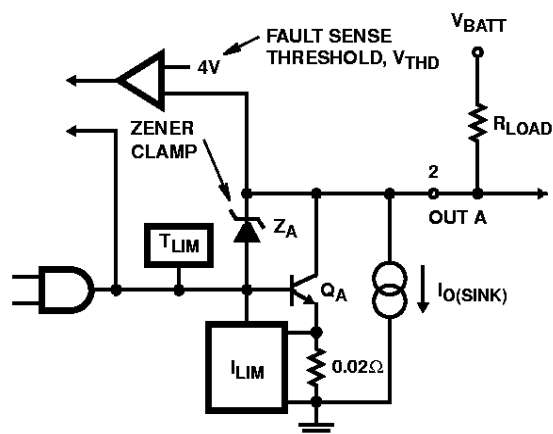 FAULT SENSE
THRESHOLD, VTHD
VBATT
4V
ZENER
CLAMP
RLOAD
2
OUT A
ZA
TLIM
QA
IO(SINK)
ILIM
0.02Ω